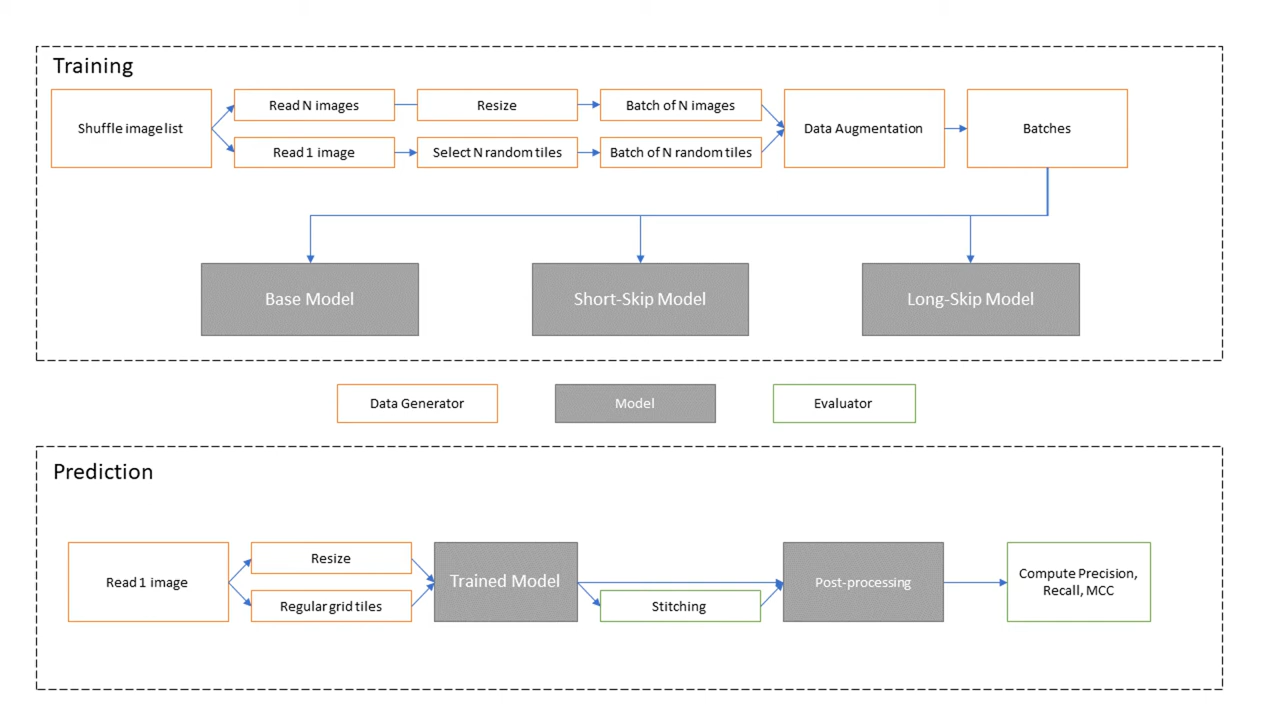 Training
Shuffle image list
Read N images
Resize
Batch of N images
Read 1 image
Select N random tiles
Batch of N random tiles
Data Augmentation
Batches
Base Model
Short-Skip Model
Long-Skip Model
Data Generator
Model
Evaluator
Prediction
Read 1 image
Resize
Regular grid tiles
Trained Model
Stitching
Post-processing
Compute Precision,
Recall, MCC